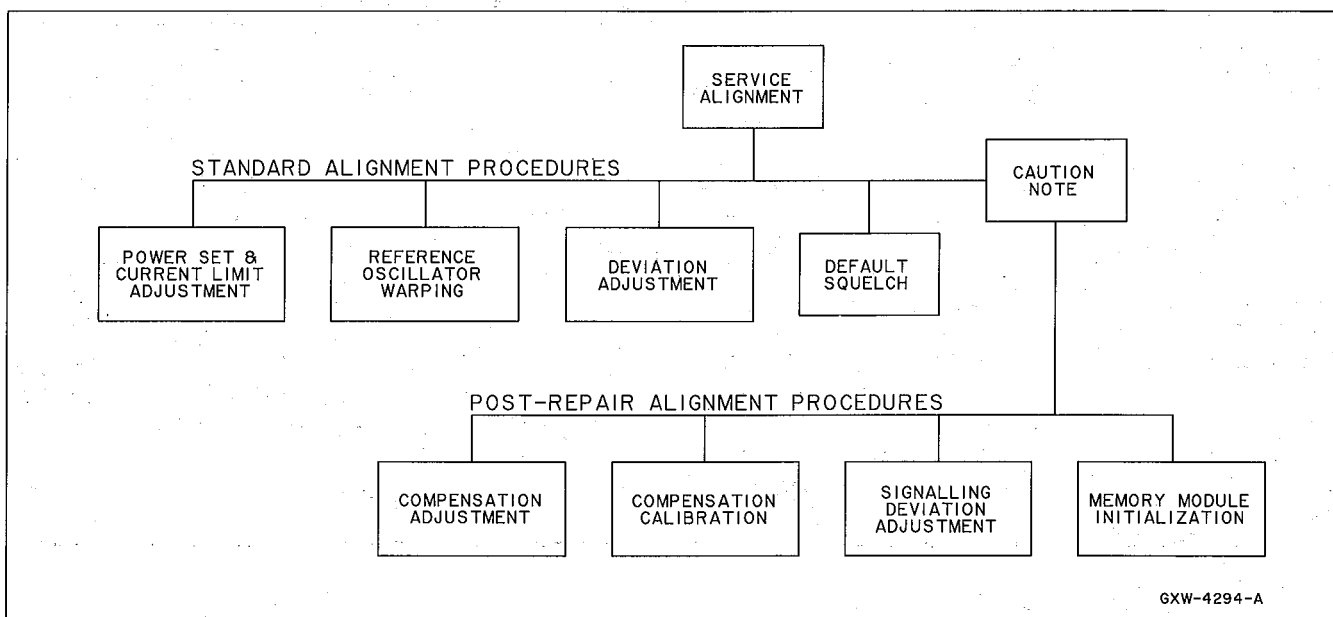 SERVICE
ALIGNMENT
STANDARD ALIGNMENT PROCEDURES
CAUTION
NOTE
POWER SET &
CURRENT LIMIT
ADJUSTMENT
REFERENCE
OSCILLATOR
WARPING
DEVIATION
ADJUSTMENT
DEFAULT
SQUELCH
POST-REPAIR ALIGNMENT PROCEDURES
COMPENSATION
ADJUSTMENT
COMPENSATION
CALIBRATION
SIGNALLING
DEVIATION
ADJUSTMENT
MEMORY MODULE
INITIALIZATION
GXW-4294-A